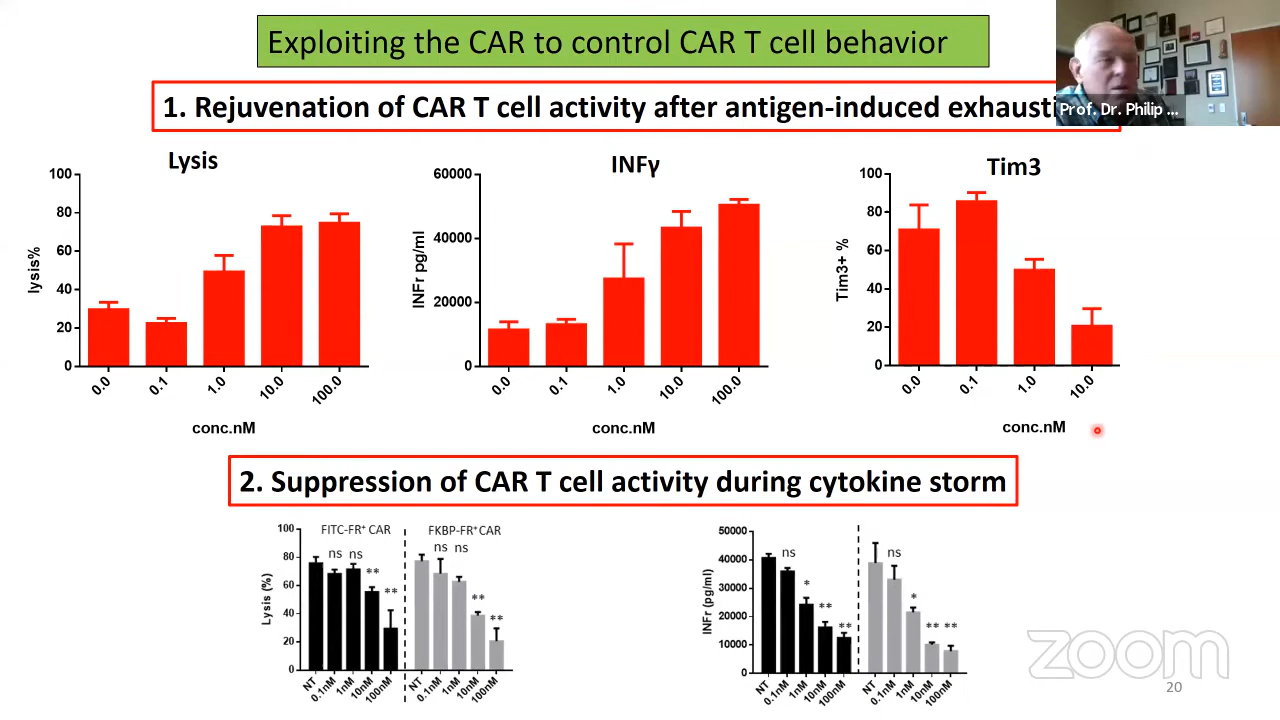 Exploiting the CAR to control CAR T cell behavior
Prof. Dr. Philip ...
1. Rejuvenation of CAR T cell activity after antigen-induced exhausti
Lysis
INFγ
Tim3
lysis%
100
80
60
40
20
0
0.0
0.1
1.0
10.0
100.0
conc.nM
INFr pg/ml
60000
40000
20000
0
0.0
0.1
1.0
10.0
100.0
conc.nM
Tim3+ %
100
80
60
40
20
0
0.0
0.1
1.0
10.0
conc.nM
2. Suppression of CAR T cell activity during cytokine storm
Lysis (%)
100
80
60
40
20
0
FITC-FR⁺ CAR
ns ns ** **
NT
0.1nM
1nM
10nM
100nM
FKBP-FR⁺CAR
ns ns ** **
NT
0.1nM
1nM
10nM
100nM
INFr (pg/ml)
50000
40000
30000
20000
10000
0
ns * ** **
NT
0.1nM
1nM
10nM
100nM
ns * ** **
NT
0.1nM
1nM
10nM
100nM
zoom
20